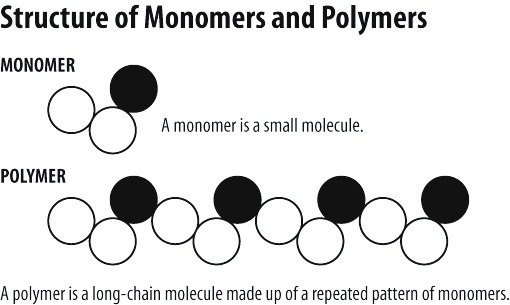 Structure of Monomers and Polymers
MONOMER
A monomer is a small molecule.
POLYMER
A polymer is a long-chain molecule made up of a repeated pattern of monomers.